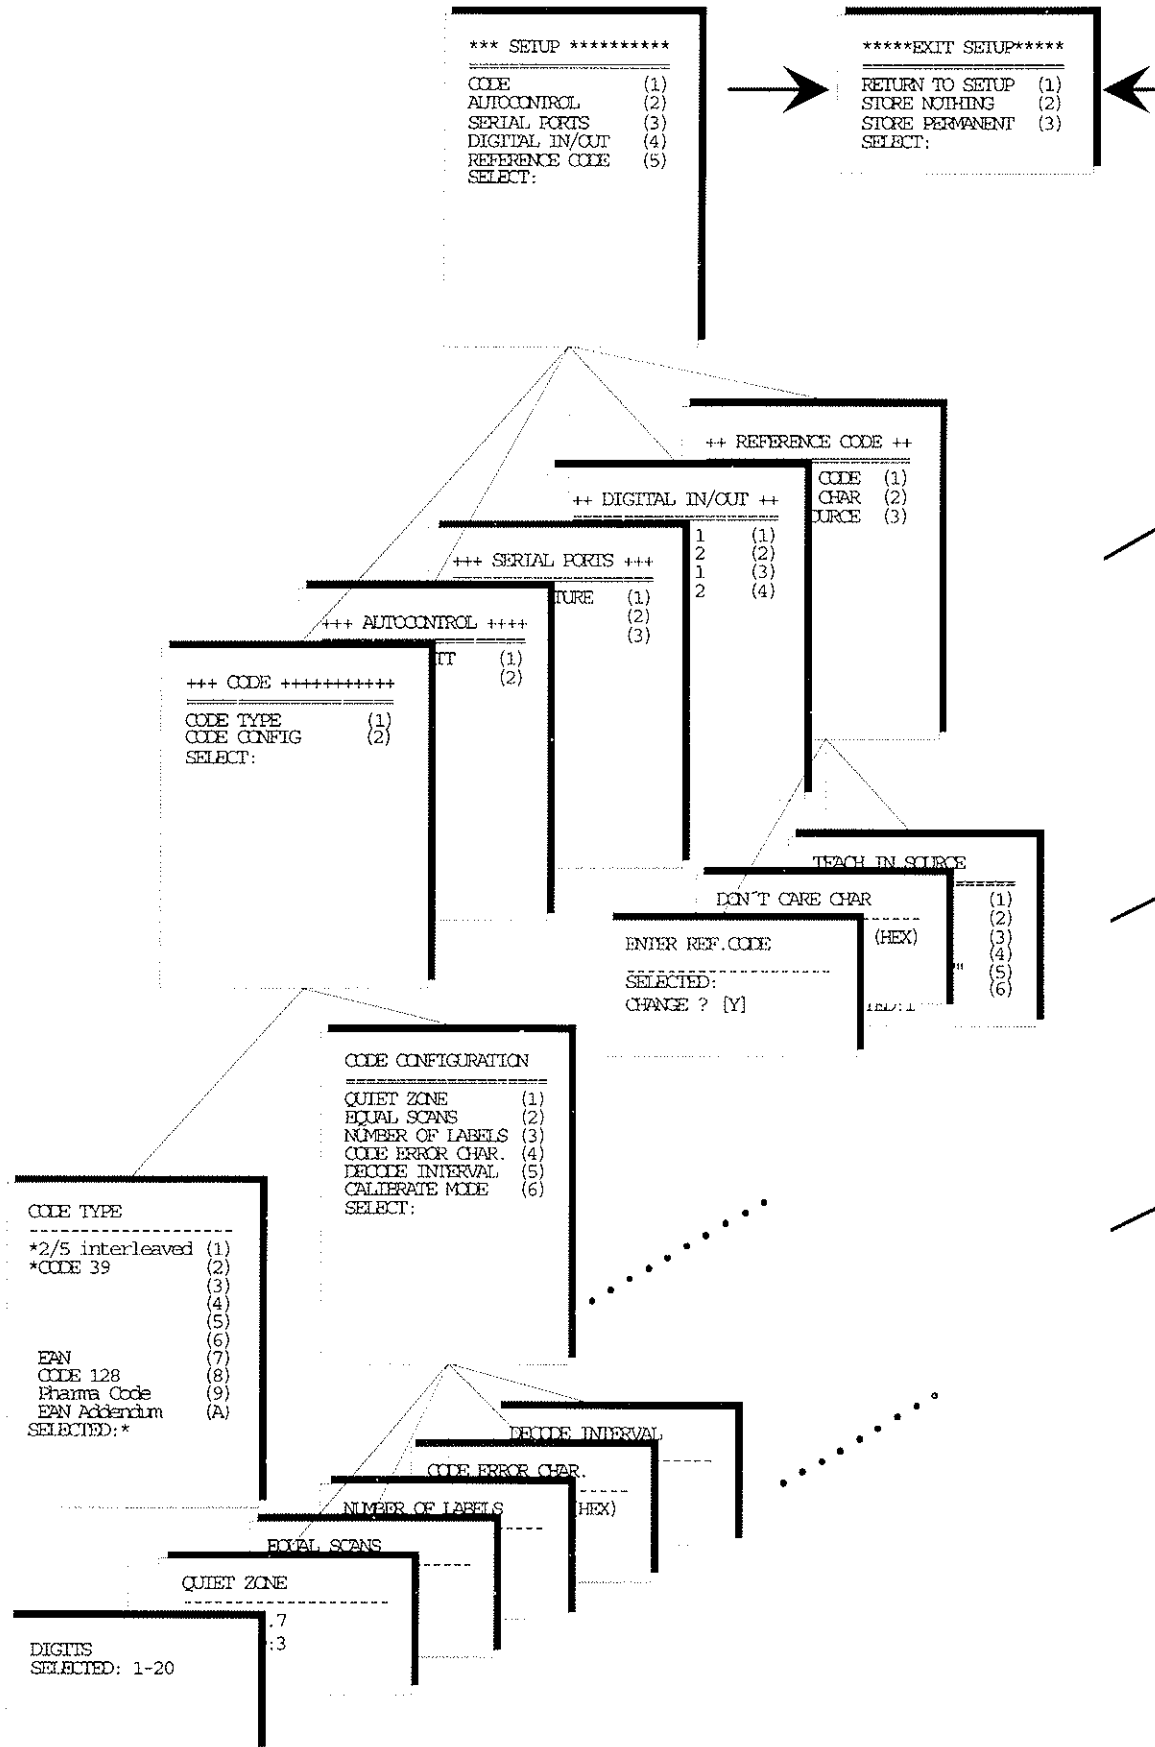 *** SETUP **********
CODE (1)
AUTOCONTROL (2)
SERIAL PORTS (3)
DIGITAL IN/OUT (4)
REFERENCE CODE (5)
SELECT:
*****EXIT SETUP*****
RETURN TO SETUP (1)
STORE NOTHING (2)
STORE PERMANENT (3)
SELECT:
++ REFERENCE CODE ++
CODE (1)
CHAR (2)
OURCE (3)
++ DIGITAL IN/OUT ++
1 (1)
2 (2)
1 (3)
2 (4)
+++ SERIAL PORTS +++
TURE (1)
(2)
(3)
+++ AUTOCONTROL ++++
TT (1)
(2)
+++ CODE +++++++++++
CODE TYPE (1)
CODE CONFIG (2)
SELECT:
TEACH IN SOURCE
(1)
(2)
(3)
(4)
" (5)
(6)
DON´T CARE CHAR
(HEX)
ENTER REF.CODE
SELECTED:
CHANGE ? [Y]
CODE CONFIGURATION
QUIET ZONE (1)
EQUAL SCANS (2)
NUMBER OF LABELS (3)
CODE ERROR CHAR. (4)
DECODE INTERVAL (5)
CALIBRATE MODE (6)
SELECT:
CODE TYPE
*2/5 interleaved (1)
*CODE 39 (2)
(3)
(4)
(5)
(6)
EAN (7)
CODE 128 (8)
Pharma Code (9)
EAN Addendum (A)
SELECTED:*
DECODE INTERVAL
CODE ERROR CHAR.
(HEX)
NUMBER OF LABELS
EQUAL SCANS
QUIET ZONE
.7
:3
DIGITS
SELECTED: 1-20